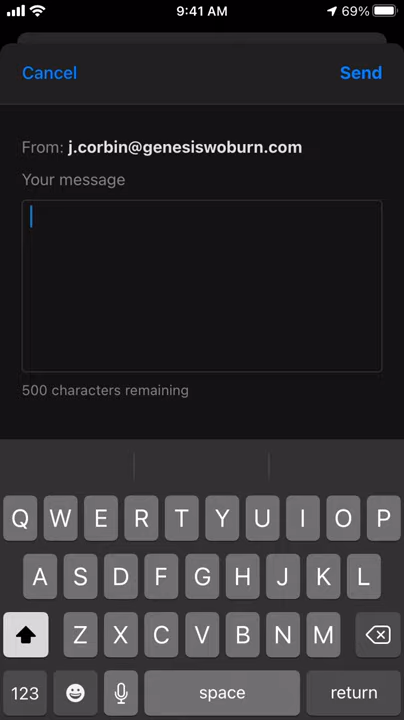 9:41 AM 69%
Cancel Send
From: j.corbin@genesiswoburn.com
Your message
500 characters remaining
Q W E R T Y U I O P
A S D F G H J K L
Z X C V B N M
123 space return